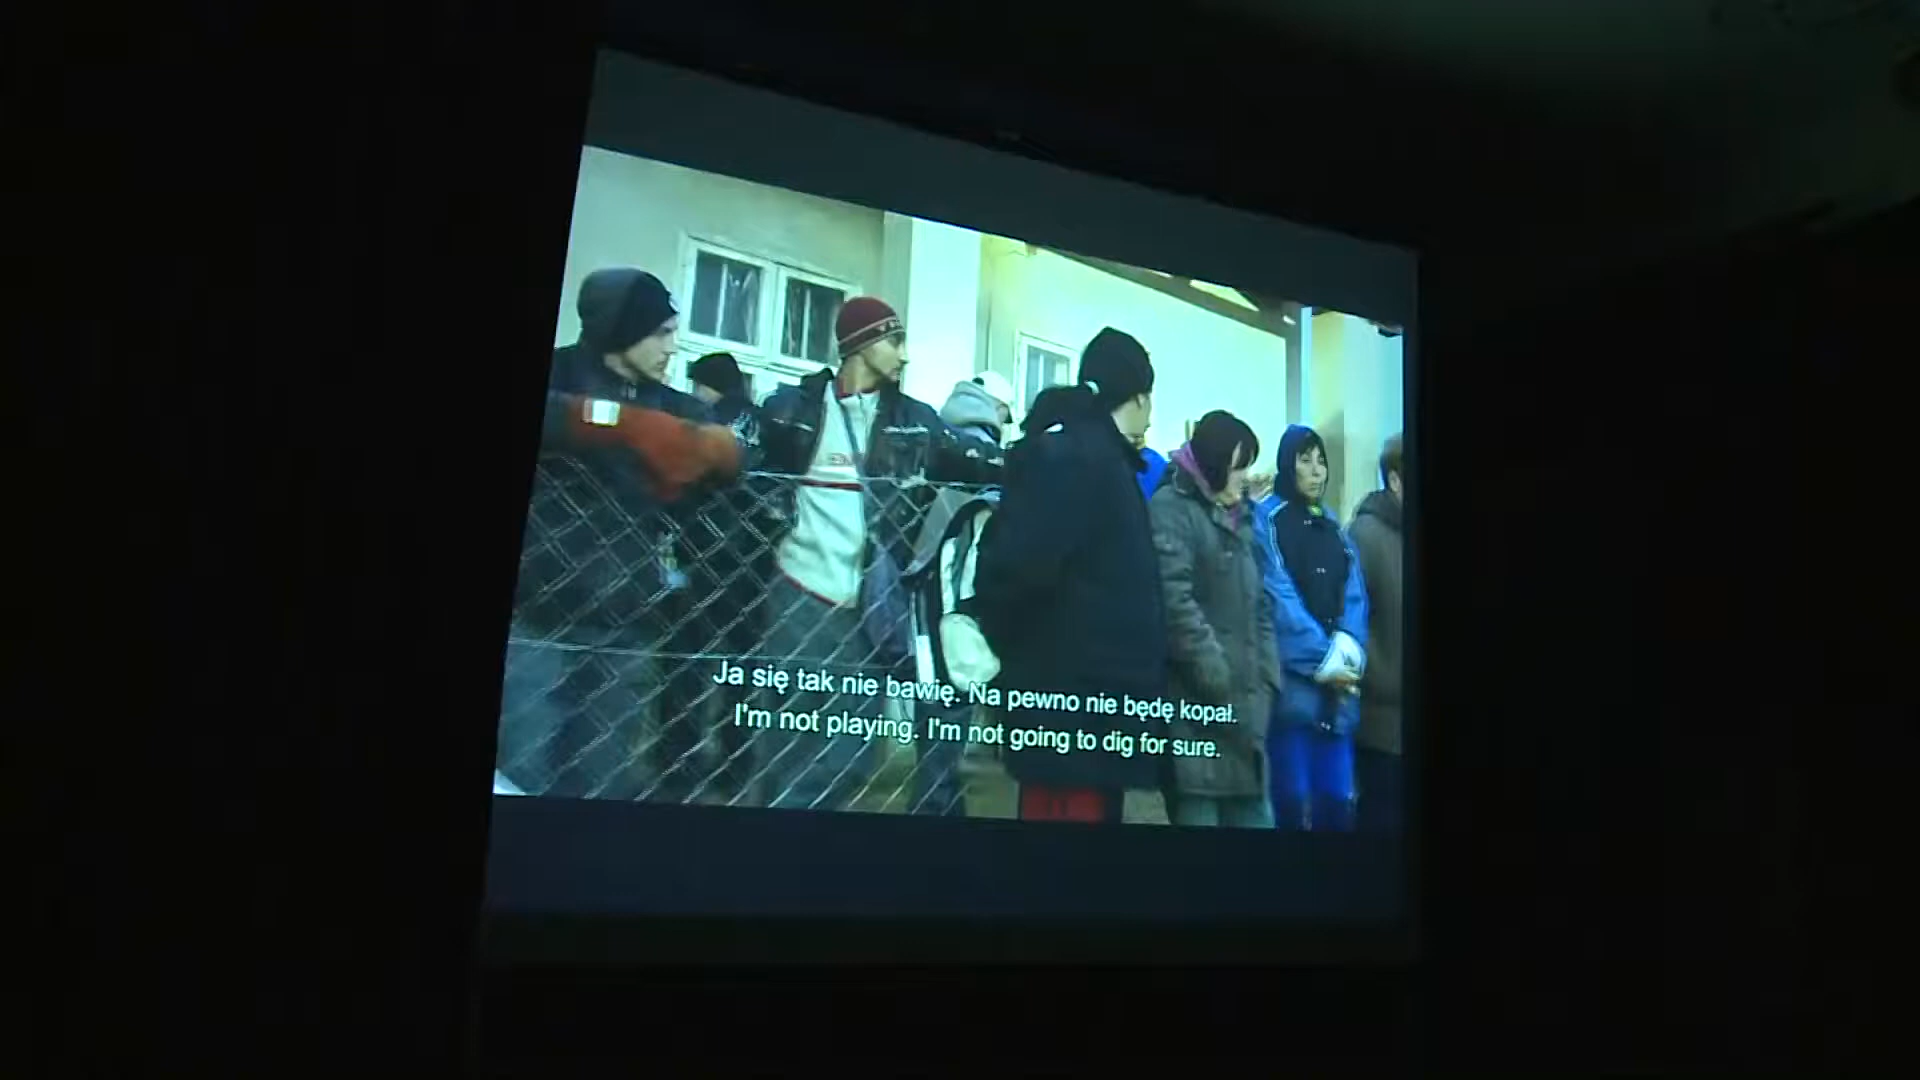 Ja się tak nie bawię. Na pewno nie będę kopał.
I'm not playing. I'm not going to dig for sure.